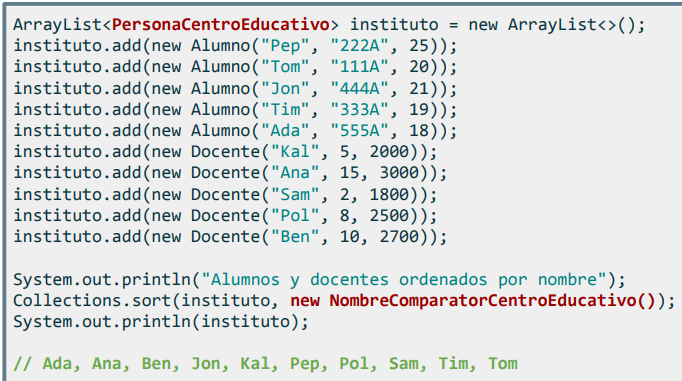 ArrayList<PersonaCentroEducativo> instituto = new ArrayList<>();
instituto.add(new Alumno("Pep", "222A", 25));
instituto.add(new Alumno("Tom", "111A", 20));
instituto.add(new Alumno("Jon", "444A", 21));
instituto.add(new Alumno("Tim", "333A", 19));
instituto.add(new Alumno("Ada", "555A", 18));
instituto.add(new Docente("Kal", 5, 2000));
instituto.add(new Docente("Ana", 15, 3000));
instituto.add(new Docente("Sam", 2, 1800));
instituto.add(new Docente("Pol", 8, 2500));
instituto.add(new Docente("Ben", 10, 2700));
System.out.println("Alumnos y docentes ordenados por nombre");
Collections.sort(instituto, new NombreComparatorCentroEducativo());
System.out.println(instituto);
// Ada, Ana, Ben, Jon, Kal, Pep, Pol, Sam, Tim, Tom